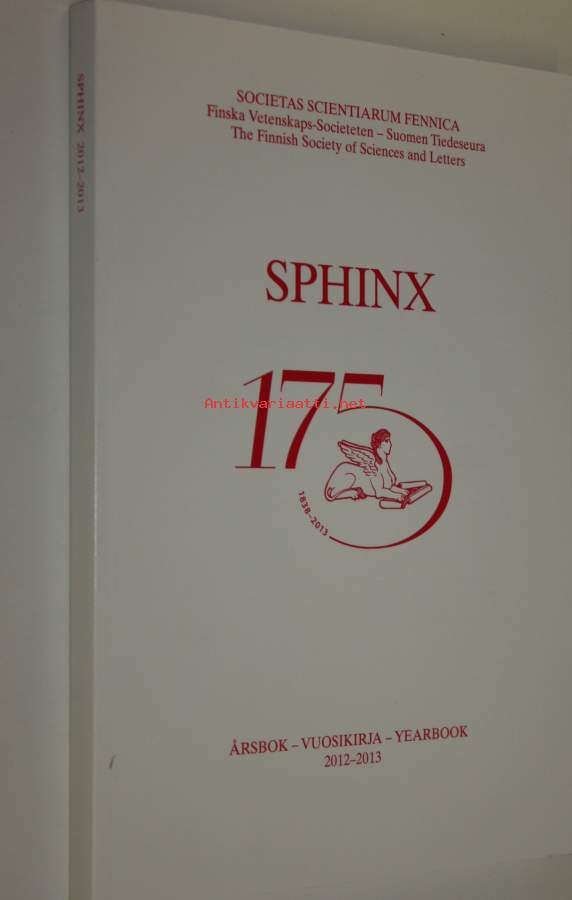 SPHINX 2012-2013
SOCIETAS SCIENTIARUM FENNICA
Finska Vetenskaps-Societeten – Suomen Tiedeseura
The Finnish Society of Sciences and Letters
SPHINX
175
Antikvariaatti.net
1838-2013
ÅRSBOK – VUOSIKIRJA – YEARBOOK
2012–2013